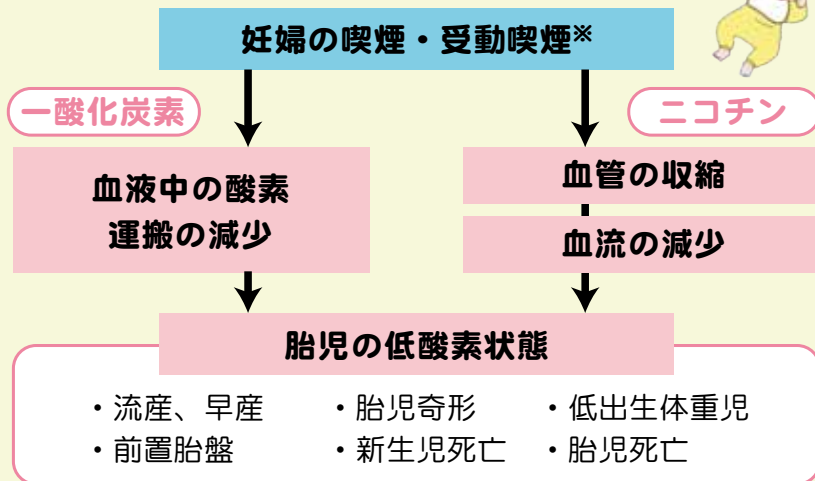 妊婦の喫煙・受動喫煙※
一酸化炭素
ニコチン
血液中の酸素
運搬の減少
血管の収縮
血流の減少
胎児の低酸素状態
・流産、早産 ・胎児奇形 ・低出生体重児
・前置胎盤 ・新生児死亡 ・胎児死亡